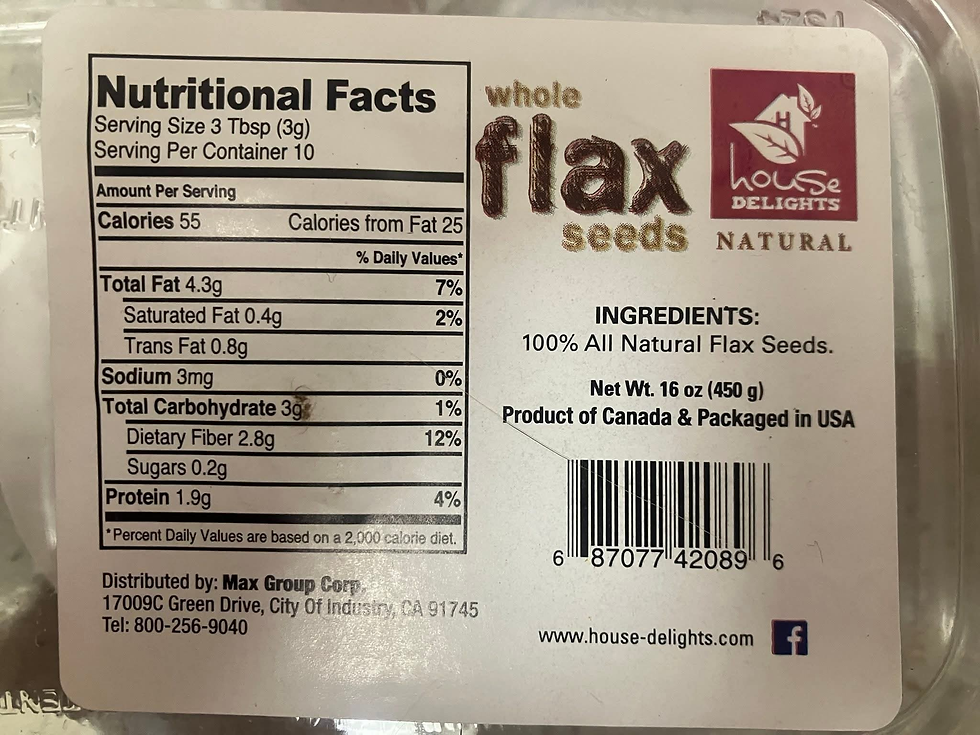 Nutritional Facts
Serving Size 3 Tbsp (3g)
Serving Per Container 10
Amount Per Serving
Calories 55 Calories from Fat 25
% Daily Values*
Total Fat 4.3g 7%
Saturated Fat 0.4g 2%
Trans Fat 0.8g
Sodium 3mg 0%
Total Carbohydrate 3g 1%
Dietary Fiber 2.8g 12%
Sugars 0.2g
Protein 1.9g 4%
*Percent Daily Values are based on a 2,000 calorie diet.
Distributed by: Max Group Corp.
17009C Green Drive, City Of Industry, CA 91745
Tel: 800-256-9040
whole
flax
seeds
H
house
DELIGHTS
NATURAL
INGREDIENTS:
100% All Natural Flax Seeds.
Net Wt. 16 oz (450 g)
Product of Canada & Packaged in USA
6 87077 42089 6
www.house-delights.com f